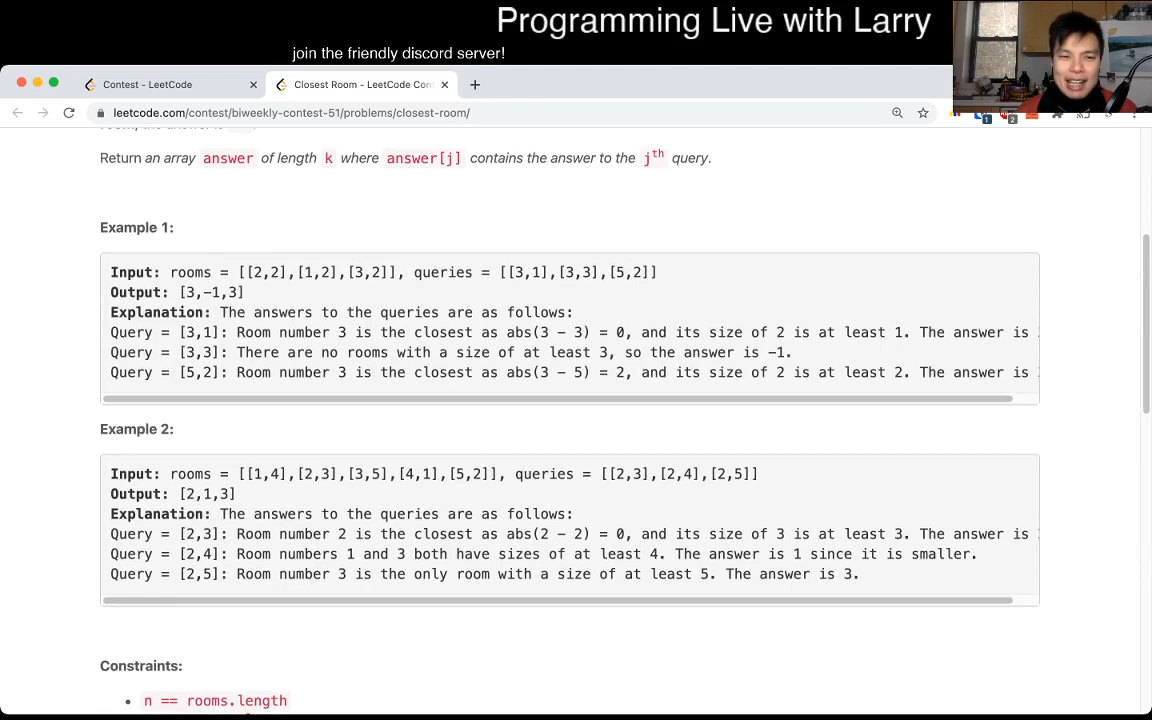 Programming Live with Larry
join the friendly discord server!
Contest - LeetCode
Closest Room - LeetCode Con
leetcode.com/contest/biweekly-contest-51/problems/closest-room/
Return an array answer of length k where answer[j] contains the answer to the jth query.
Example 1:
Input: rooms = [[2,2],[1,2],[3,2]], queries = [[3,1],[3,3],[5,2]]
Output: [3,-1,3]
Explanation: The answers to the queries are as follows:
Query = [3,1]: Room number 3 is the closest as abs(3 - 3) = 0, and its size of 2 is at least 1. The answer is
Query = [3,3]: There are no rooms with a size of at least 3, so the answer is -1.
Query = [5,2]: Room number 3 is the closest as abs(3 - 5) = 2, and its size of 2 is at least 2. The answer is
Example 2:
Input: rooms = [[1,4],[2,3],[3,5],[4,1],[5,2]], queries = [[2,3],[2,4],[2,5]]
Output: [2,1,3]
Explanation: The answers to the queries are as follows:
Query = [2,3]: Room number 2 is the closest as abs(2 - 2) = 0, and its size of 3 is at least 3. The answer is
Query = [2,4]: Room numbers 1 and 3 both have sizes of at least 4. The answer is 1 since it is smaller.
Query = [2,5]: Room number 3 is the only room with a size of at least 5. The answer is 3.
Constraints:
n == rooms.length